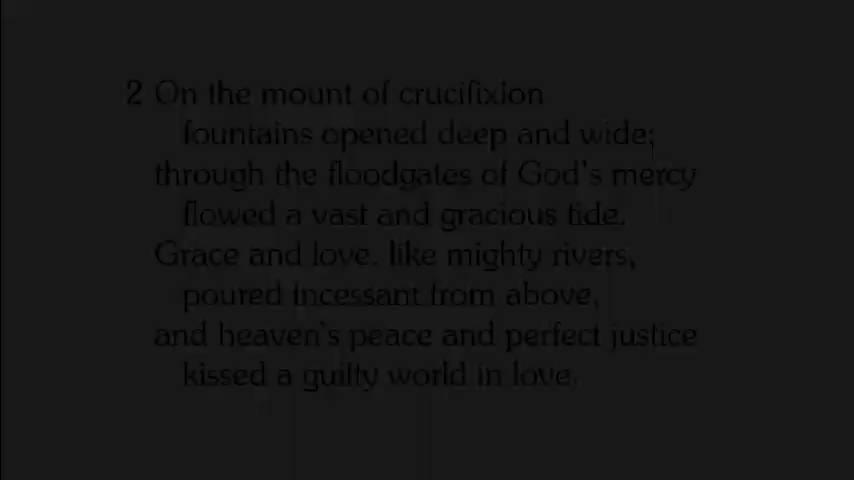 2 On the mount of crucifixion
fountains opened deep and wide;
through the floodgates of God's mercy
flowed a vast and gracious tide.
Grace and love, like mighty rivers,
poured incessant from above,
and heaven's peace and perfect justice
kissed a guilty world in love.